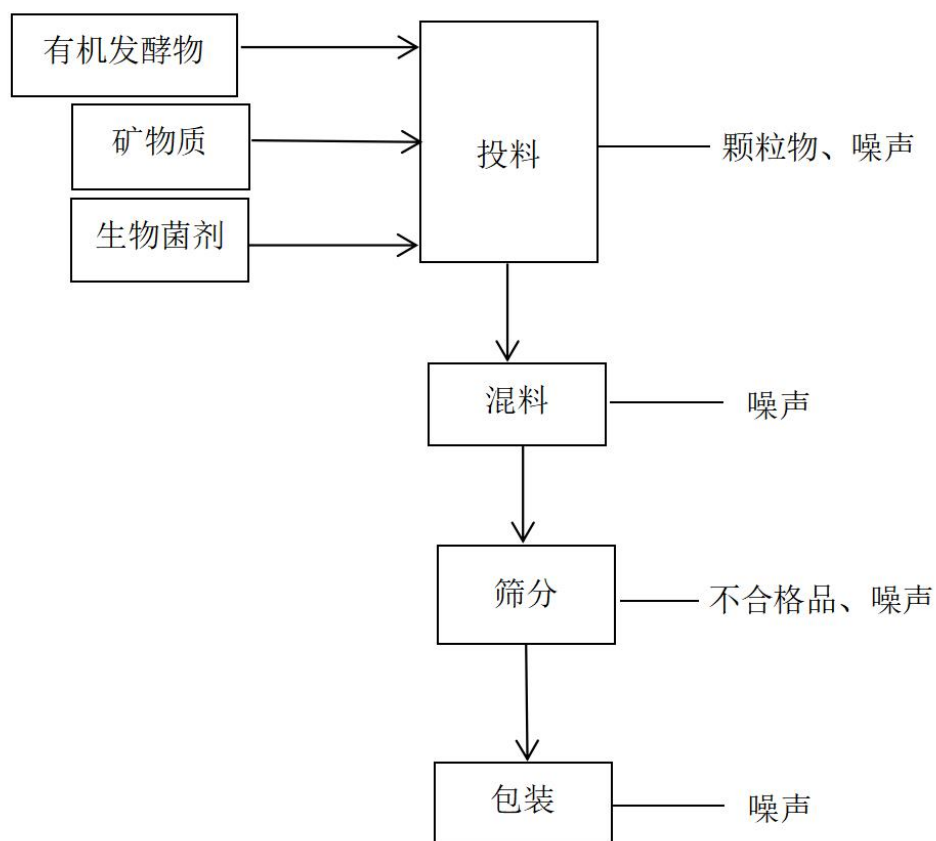 有机发酵物
矿物质
生物菌剂
投料
颗粒物、噪声
混料
噪声
筛分
不合格品、噪声
包装
噪声